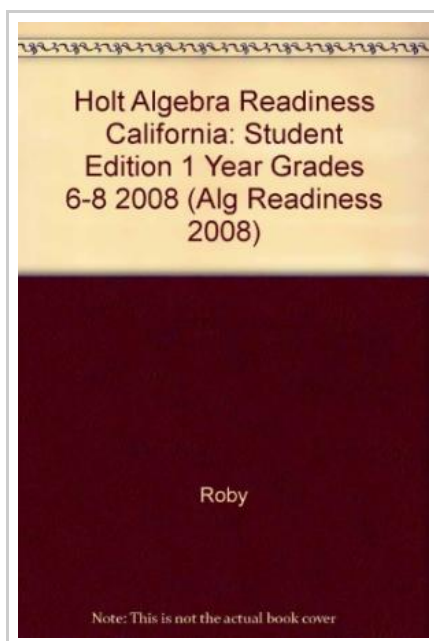 Holt Algebra Readiness
California: Student
Edition 1 Year Grades
6-8 2008 (Alg Readiness
2008)
Roby
Note: This is not the actual book cover